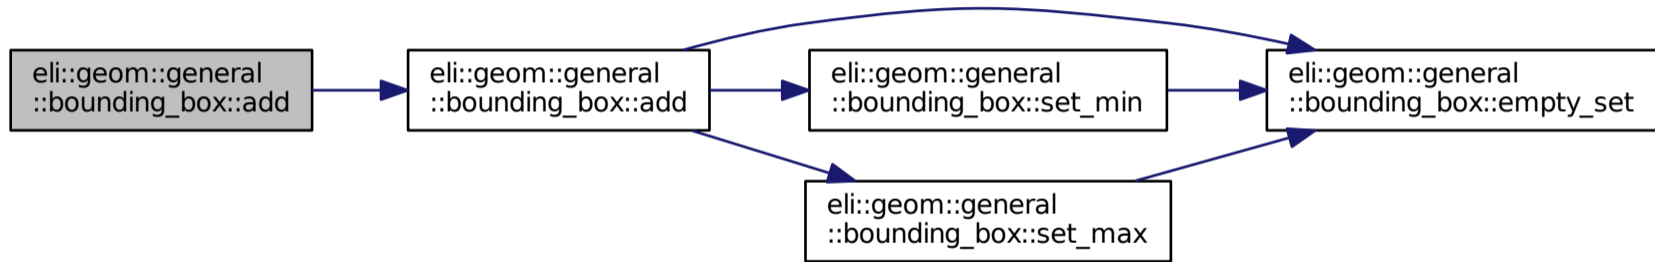 eli::geom::general
::bounding_box::add
eli::geom::general
::bounding_box::add
eli::geom::general
::bounding_box::set_min
eli::geom::general
::bounding_box::empty_set
eli::geom::general
::bounding_box::set_max